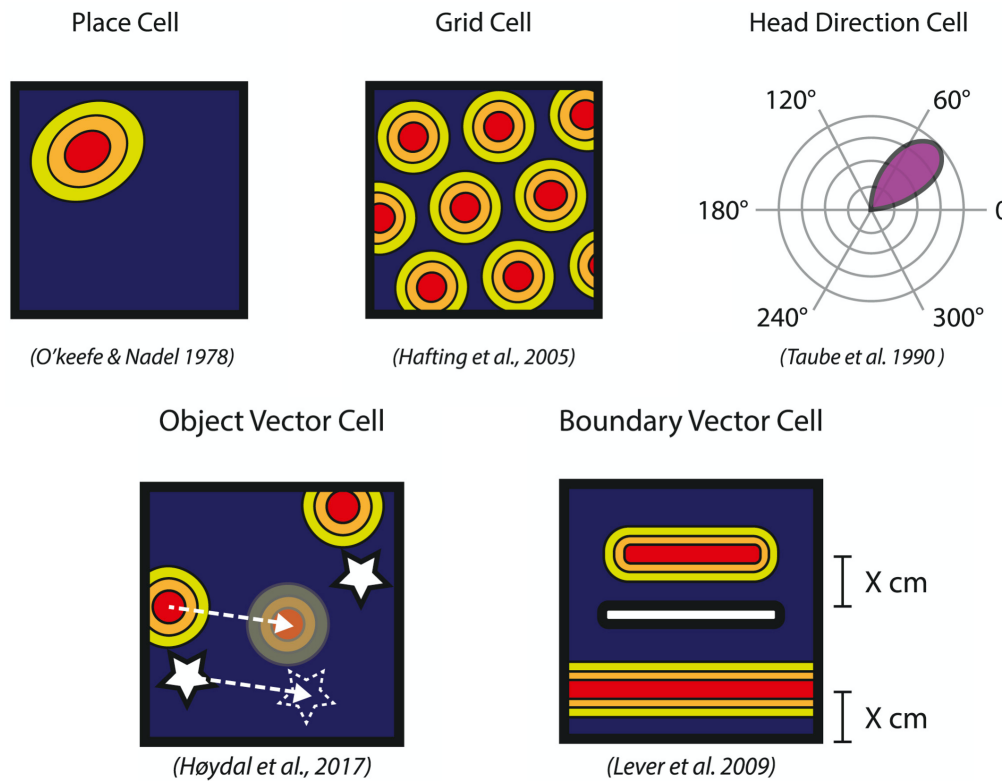 Place Cell
Grid Cell
Head Direction Cell
120°
60°
180°
0
240°
300°
(O'keefe & Nadel 1978)
(Hafting et al., 2005)
(Taube et al. 1990 )
Object Vector Cell
Boundary Vector Cell
X cm
X cm
(Høydal et al., 2017)
(Lever et al. 2009)